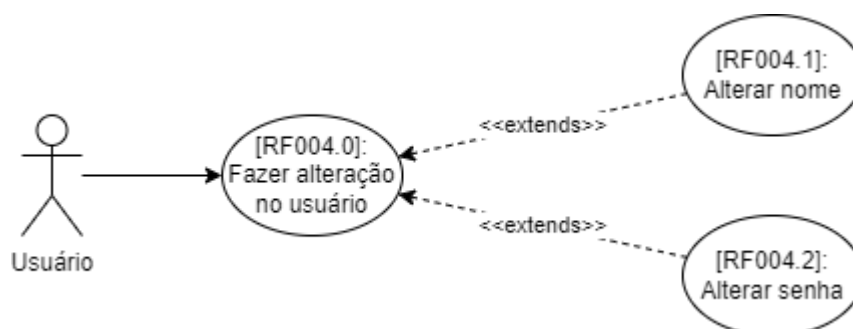 [RF004.1]:
Alterar nome
<<extends>>
[RF004.0]:
Fazer alteração
no usuário
Usuário
<<extends>>
[RF004.2]:
Alterar senha